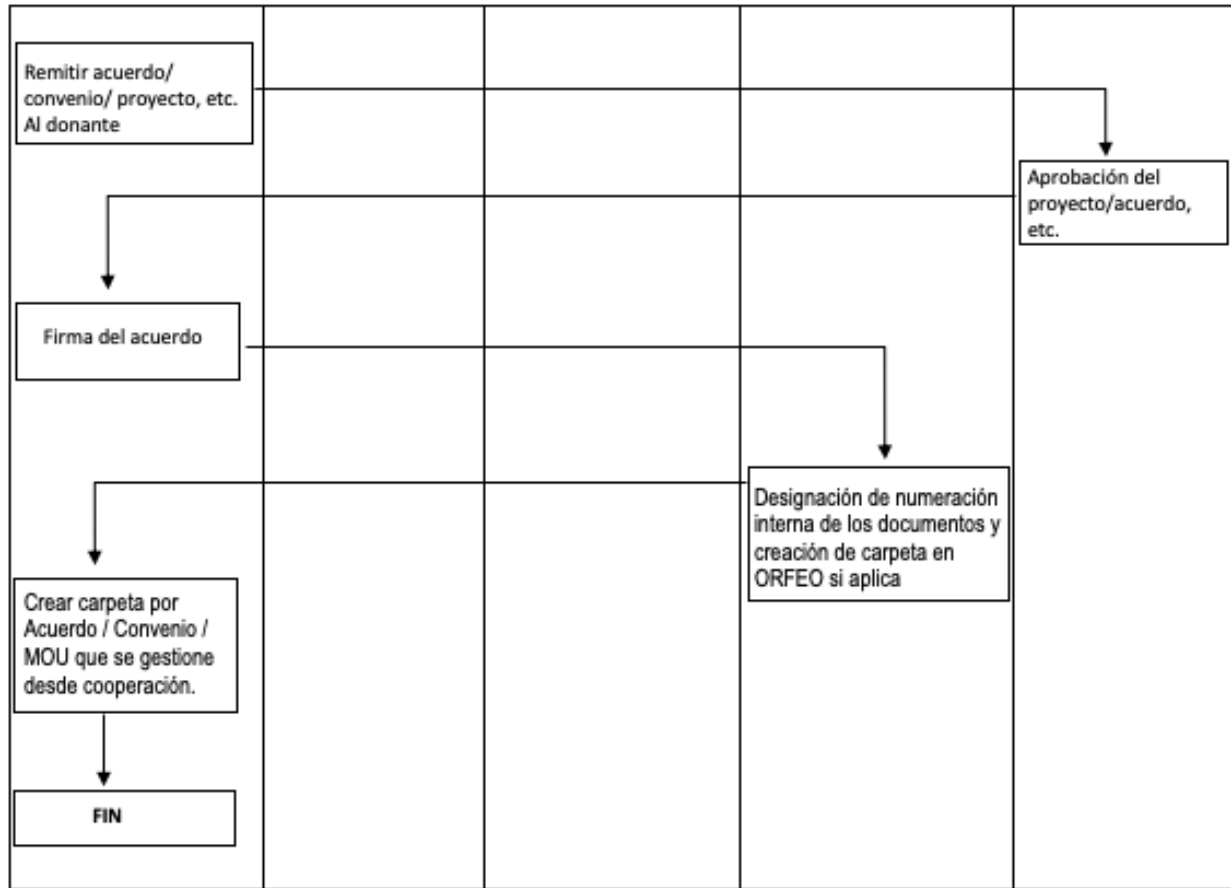 Remitir acuerdo/
convenio/ proyecto, etc.
Al donante
Aprobación del
proyecto/acuerdo,
etc.
Firma del acuerdo
Designación de numeración
interna de los documentos y
creación de carpeta en
ORFEO si aplica
Crear carpeta por
Acuerdo / Convenio /
MOU que se gestione
desde cooperación.
FIN